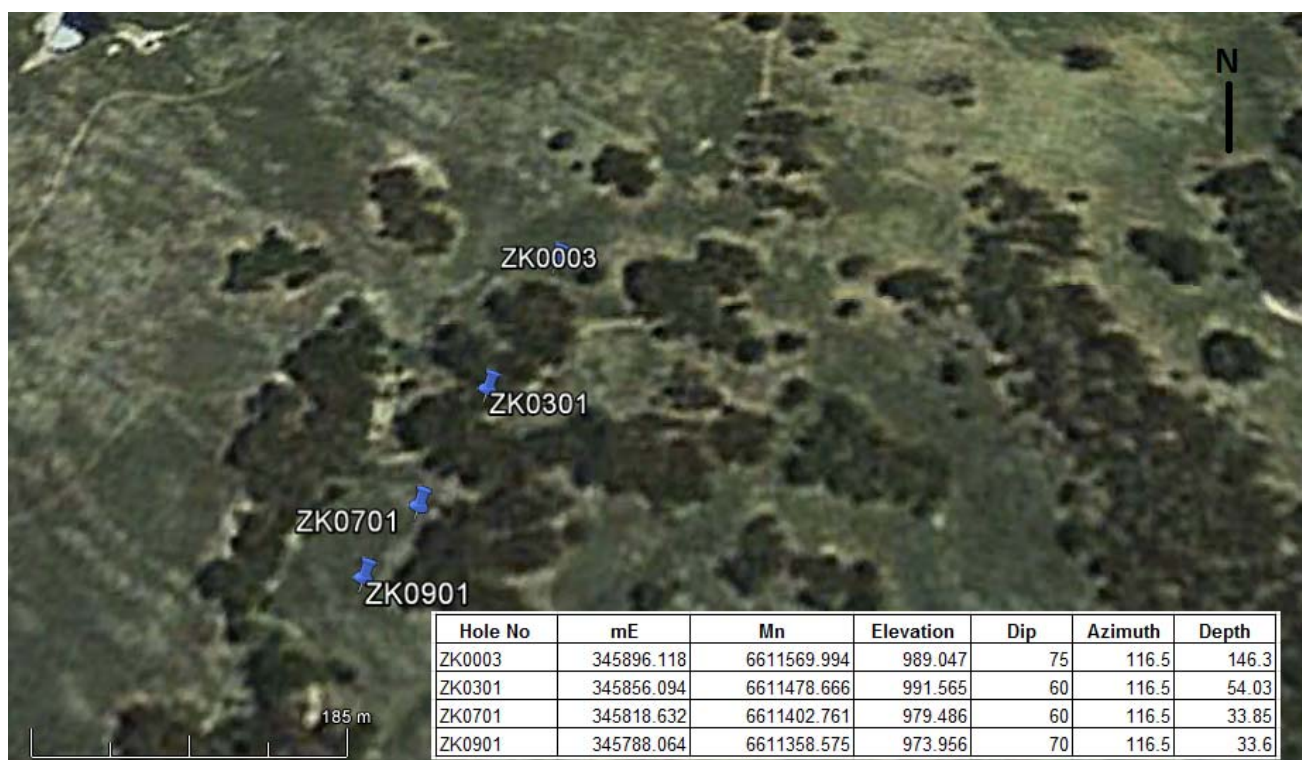 N
ZK0003
ZK0301
ZK0701
ZK0901
185 m
Hole No mE Mn Elevation Dip Azimuth Depth
ZK0003 345896.118 6611569.994 989.047 75 116.5 146.3
ZK0301 345856.094 6611478.666 991.565 60 116.5 54.03
ZK0701 345818.632 6611402.761 979.486 60 116.5 33.85
ZK0901 345788.064 6611358.575 973.956 70 116.5 33.6